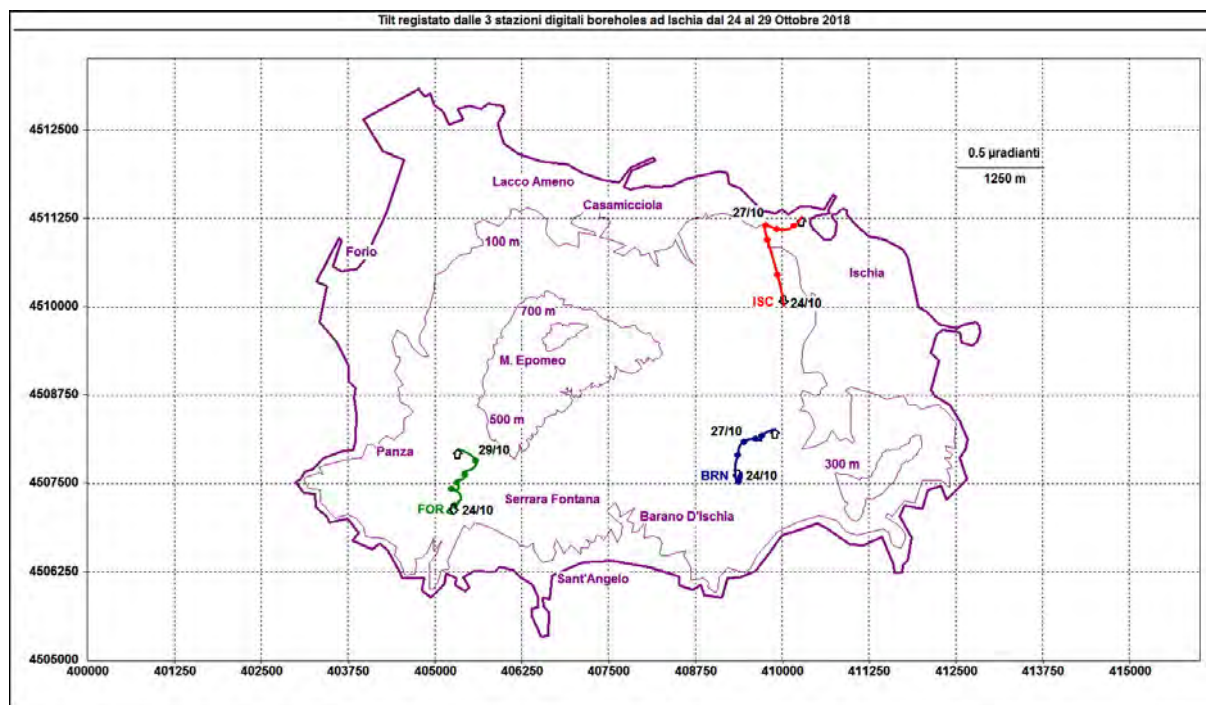 Tilt registato dalle 3 stazioni digitali boreholes ad Ischia dal 24 al 29 Ottobre 2018
4512500
0.5 µradianti
1250 m
Lacco Ameno
Casamicciola
27/10
4511250
100 m
Forio
Ischia
ISC
24/10
4510000
700 m
M. Epomeo
4508750
500 m
27/10
29/10
Panza
300 m
BRN
24/10
4507500
Serrara Fontana
FOR
24/10
Barano D'Ischia
4506250
Sant'Angelo
4505000
400000
401250
402500
403750
405000
406250
407500
408750
410000
411250
412500
413750
415000